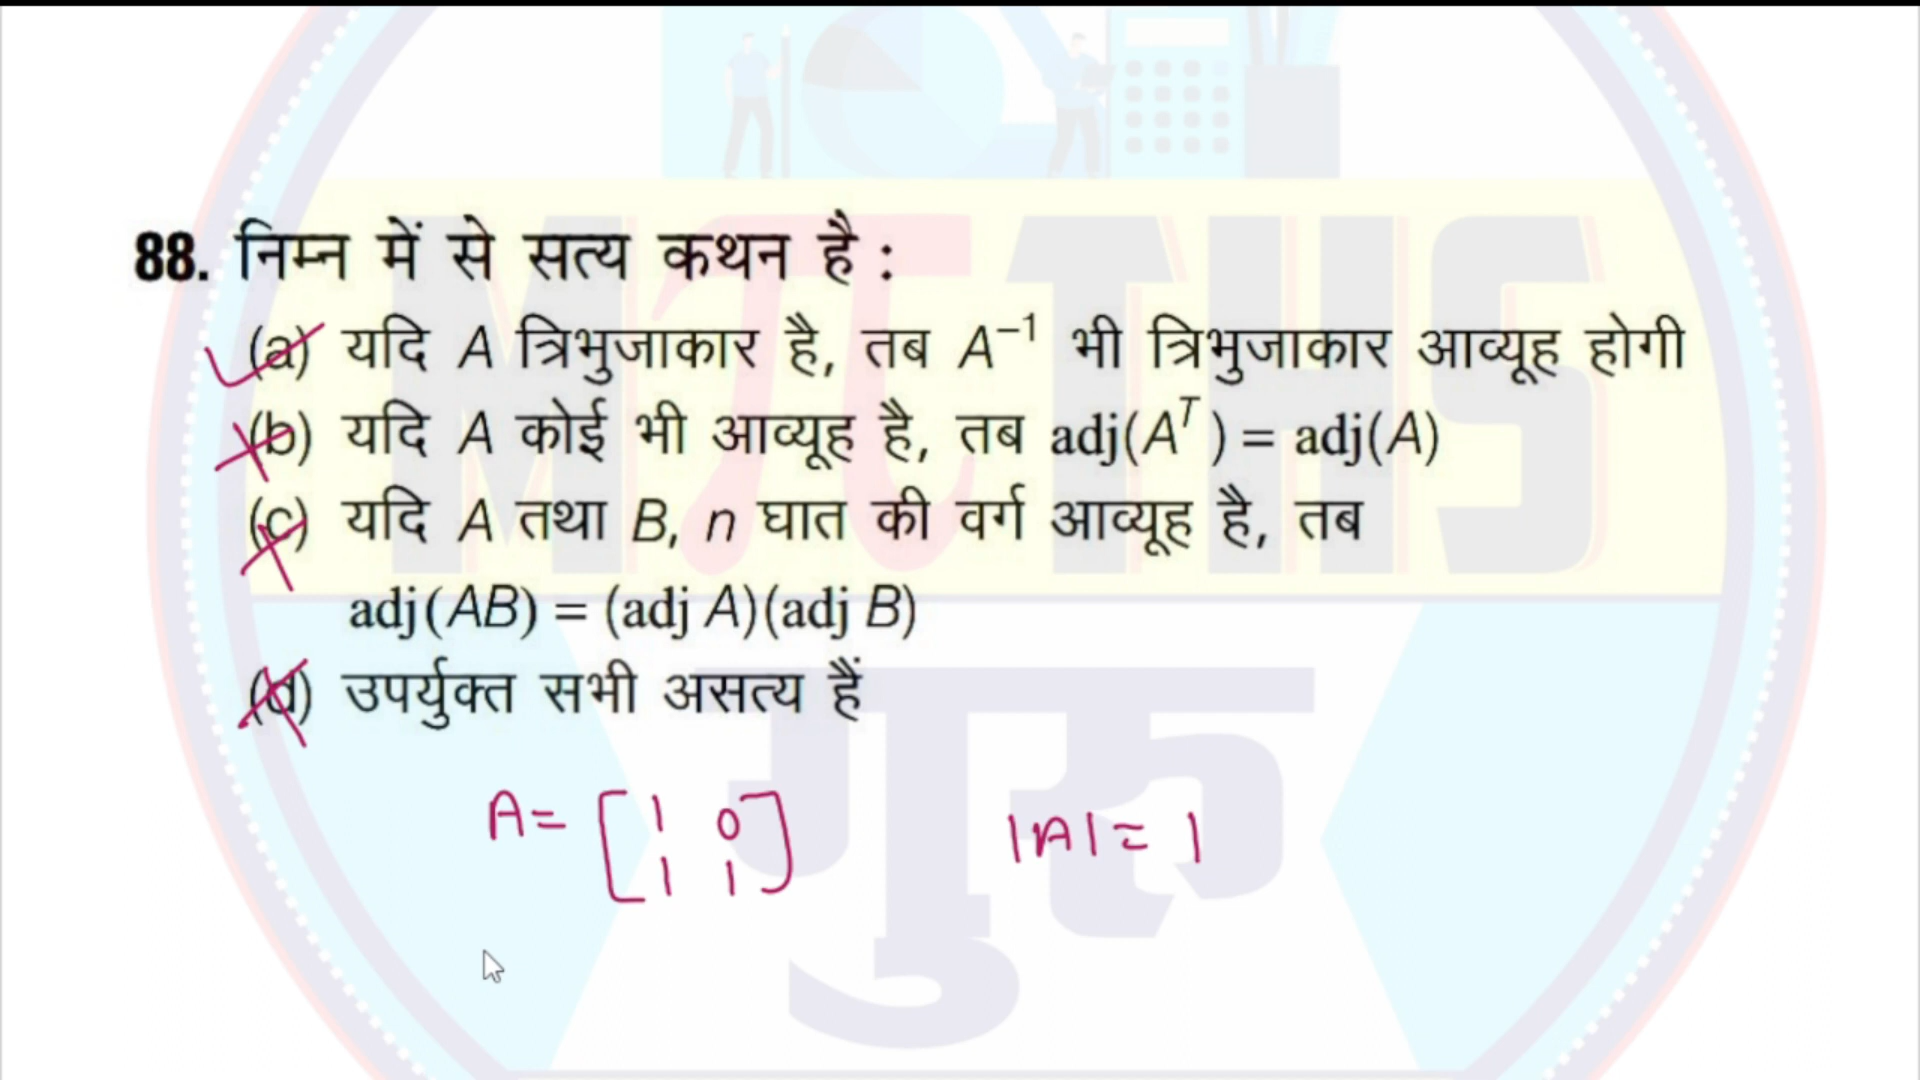 88. निम्न में से सत्य कथन है :
(a) यदि A त्रिभुजाकार है, तब A⁻¹ भी त्रिभुजाकार आव्यूह होगी
(b) यदि A कोई भी आव्यूह है, तब adj(Aᵀ) = adj(A)
(c) यदि A तथा B, n घात की वर्ग आव्यूह है, तब
adj(AB) = (adj A)(adj B)
(d) उपर्युक्त सभी असत्य हैं
A = [1 0
1 1]
|A| = 1
MπTHS
गुरु